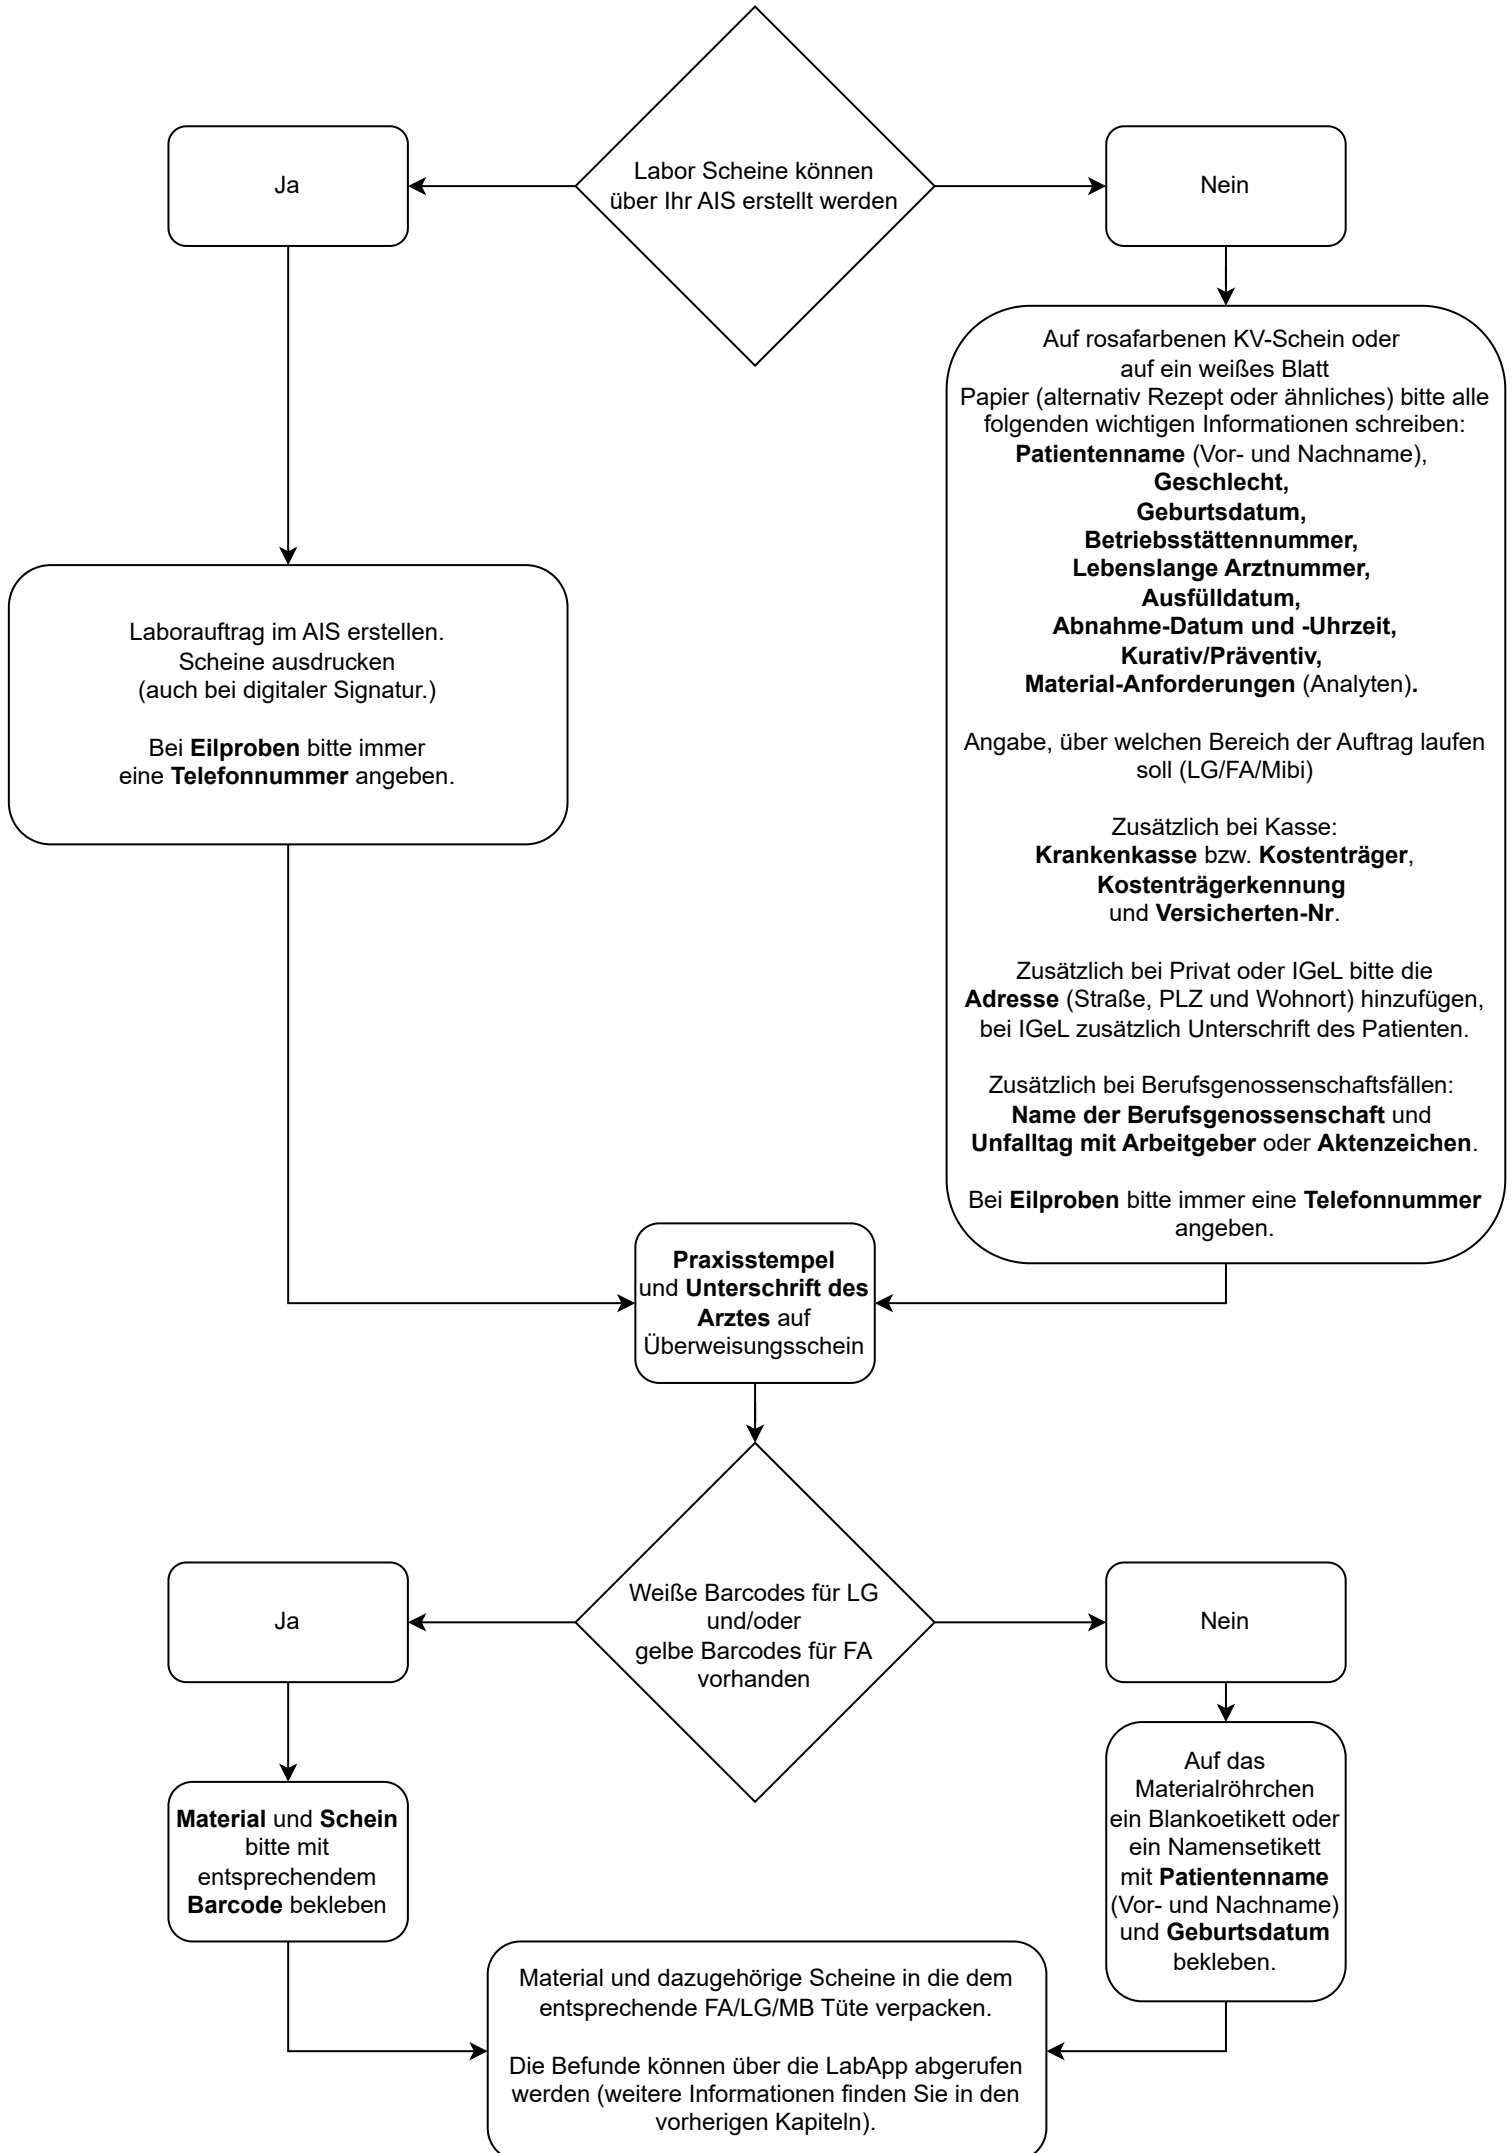 Labor Scheine können
über Ihr AIS erstellt werden
Ja
Nein
Auf rosafarbenen KV-Schein oder
auf ein weißes Blatt
Papier (alternativ Rezept oder ähnliches) bitte alle
folgenden wichtigen Informationen schreiben:
Patientenname (Vor- und Nachname),
Geschlecht,
Geburtsdatum,
Betriebsstättennummer,
Lebenslange Arztnummer,
Ausfülldatum,
Abnahme-Datum und -Uhrzeit,
Kurativ/Präventiv,
Material-Anforderungen (Analyten).
Angabe, über welchen Bereich der Auftrag laufen
soll (LG/FA/Mibi)
Zusätzlich bei Kasse:
Krankenkasse bzw. Kostenträger,
Kostenträgerkennung
und Versicherten-Nr.
Zusätzlich bei Privat oder IGeL bitte die
Adresse (Straße, PLZ und Wohnort) hinzufügen,
bei IGeL zusätzlich Unterschrift des Patienten.
Zusätzlich bei Berufsgenossenschaftsfällen:
Name der Berufsgenossenschaft und
Unfalltag mit Arbeitgeber oder Aktenzeichen.
Bei Eilproben bitte immer eine Telefonnummer
angeben.
Laborauftrag im AIS erstellen.
Scheine ausdrucken
(auch bei digitaler Signatur.)
Bei Eilproben bitte immer
eine Telefonnummer angeben.
Praxisstempel
und Unterschrift des
Arztes auf
Überweisungsschein
Weiße Barcodes für LG
und/oder
gelbe Barcodes für FA
vorhanden
Ja
Nein
Material und Schein
bitte mit
entsprechendem
Barcode bekleben
Auf das
Materialröhrchen
ein Blankoetikett oder
ein Namensetikett
mit Patientenname
(Vor- und Nachname)
und Geburtsdatum
bekleben.
Material und dazugehörige Scheine in die dem
entsprechende FA/LG/MB Tüte verpacken.
Die Befunde können über die LabApp abgerufen
werden (weitere Informationen finden Sie in den
vorherigen Kapiteln).